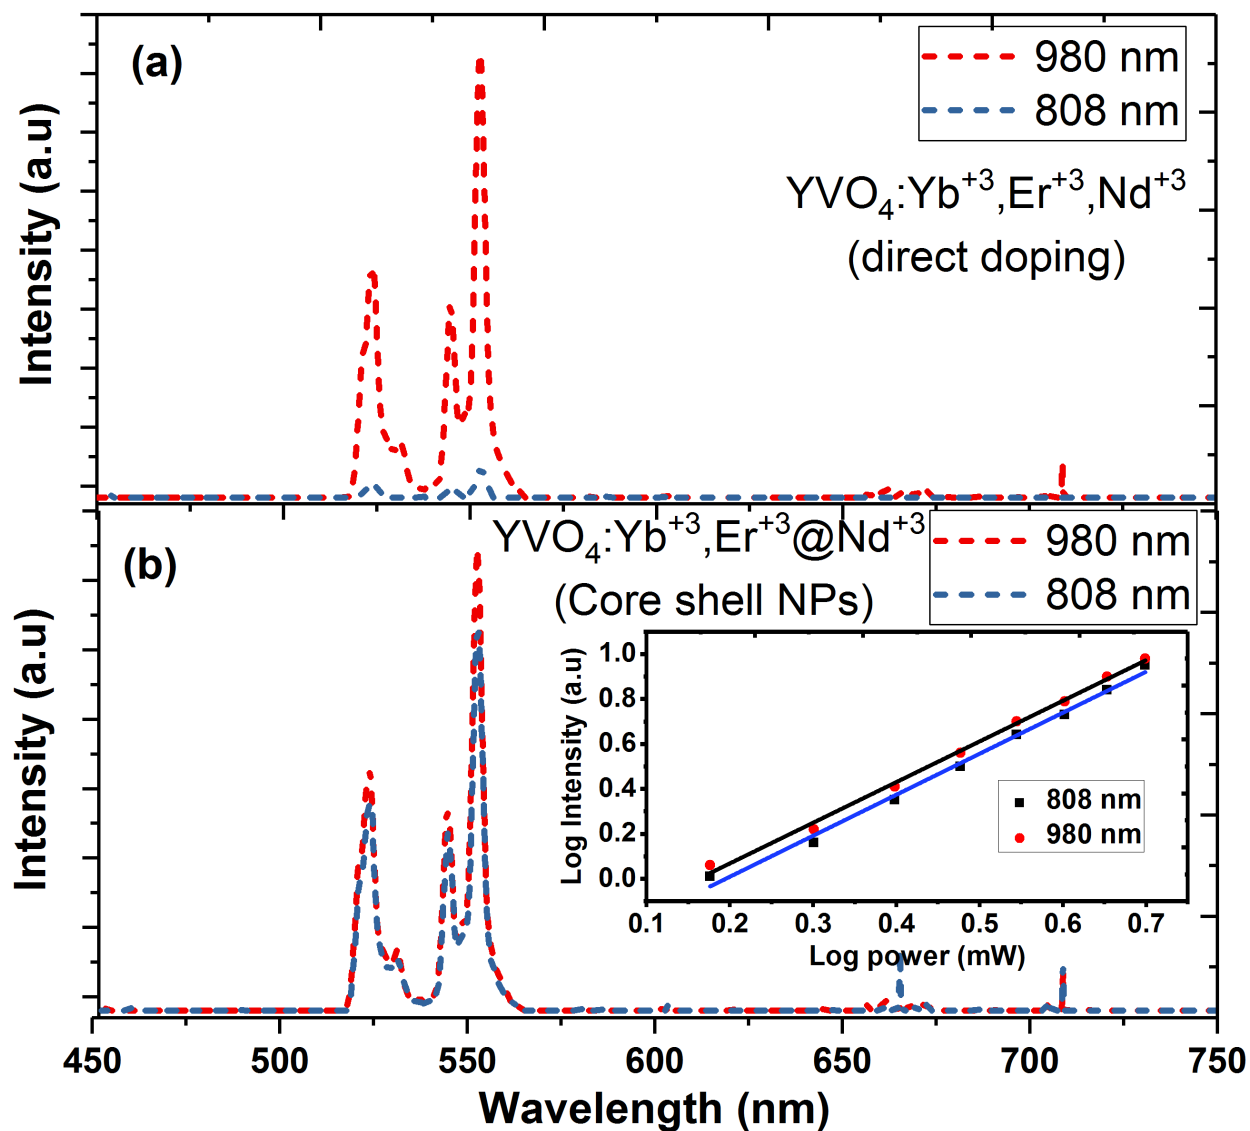 (a)
980 nm
808 nm
YVO₄:Yb⁺³,Er⁺³,Nd⁺³
(direct doping)
Intensity (a.u)
(b)
YVO₄:Yb⁺³,Er⁺³@Nd⁺³
(Core shell NPs)
980 nm
808 nm
Intensity (a.u)
Log Intensity (a.u)
1.0
0.8
0.6
0.4
0.2
0.0
808 nm
980 nm
0.1 0.2 0.3 0.4 0.5 0.6 0.7
Log power (mW)
450 500 550 600 650 700 750
Wavelength (nm)